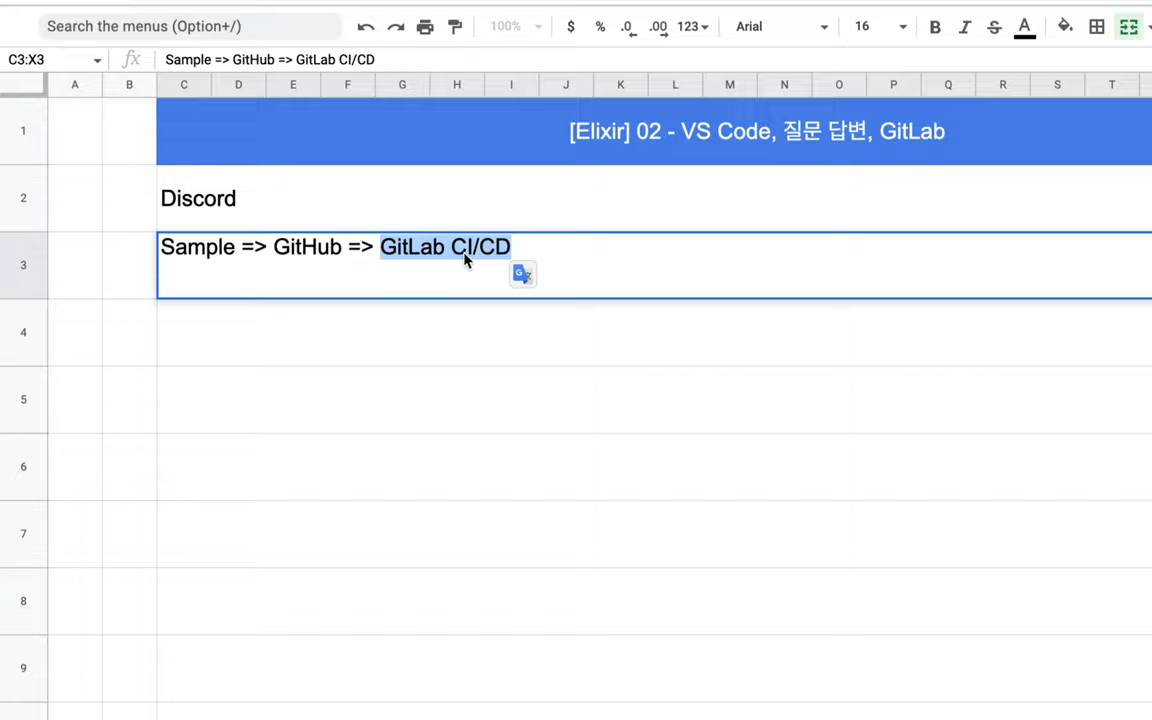 Search the menus (Option+/)
100% $ % .0 .00 123 Arial 16 B I S A
C3:X3 fx Sample => GitHub => GitLab CI/CD
A B C D E F G H I J K L M N O P Q R S T
1 [Elixir] 02 - VS Code, 질문 답변, GitLab
2 Discord
3 Sample => GitHub => GitLab CI/CD
G
4
5
6
7
8
9